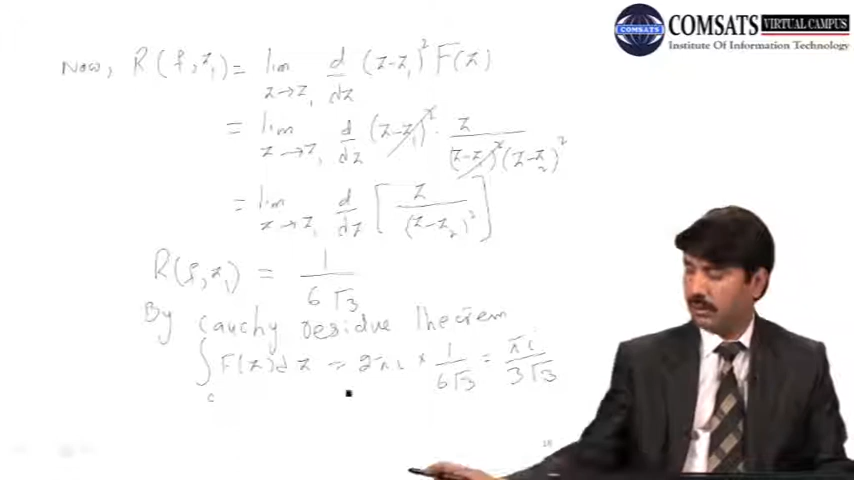 COMSATS VIRTUAL CAMPUS
Institute Of Information Technology
Now, R(f, z₁) = lim z→z₁ d/dz (z-z₁)² F(z)
= lim z→z₁ d/dz (z-z₁)² · z / (z-z₁)² (z-z₂)²
= lim z→z₁ d/dz [ z / (z-z₂)² ]
R(f, z₁) = 1 / 6√3
By cauchy residue theorem
∫c F(z)dz = 2πi × 1 / 6√3 = πi / 3√3
18